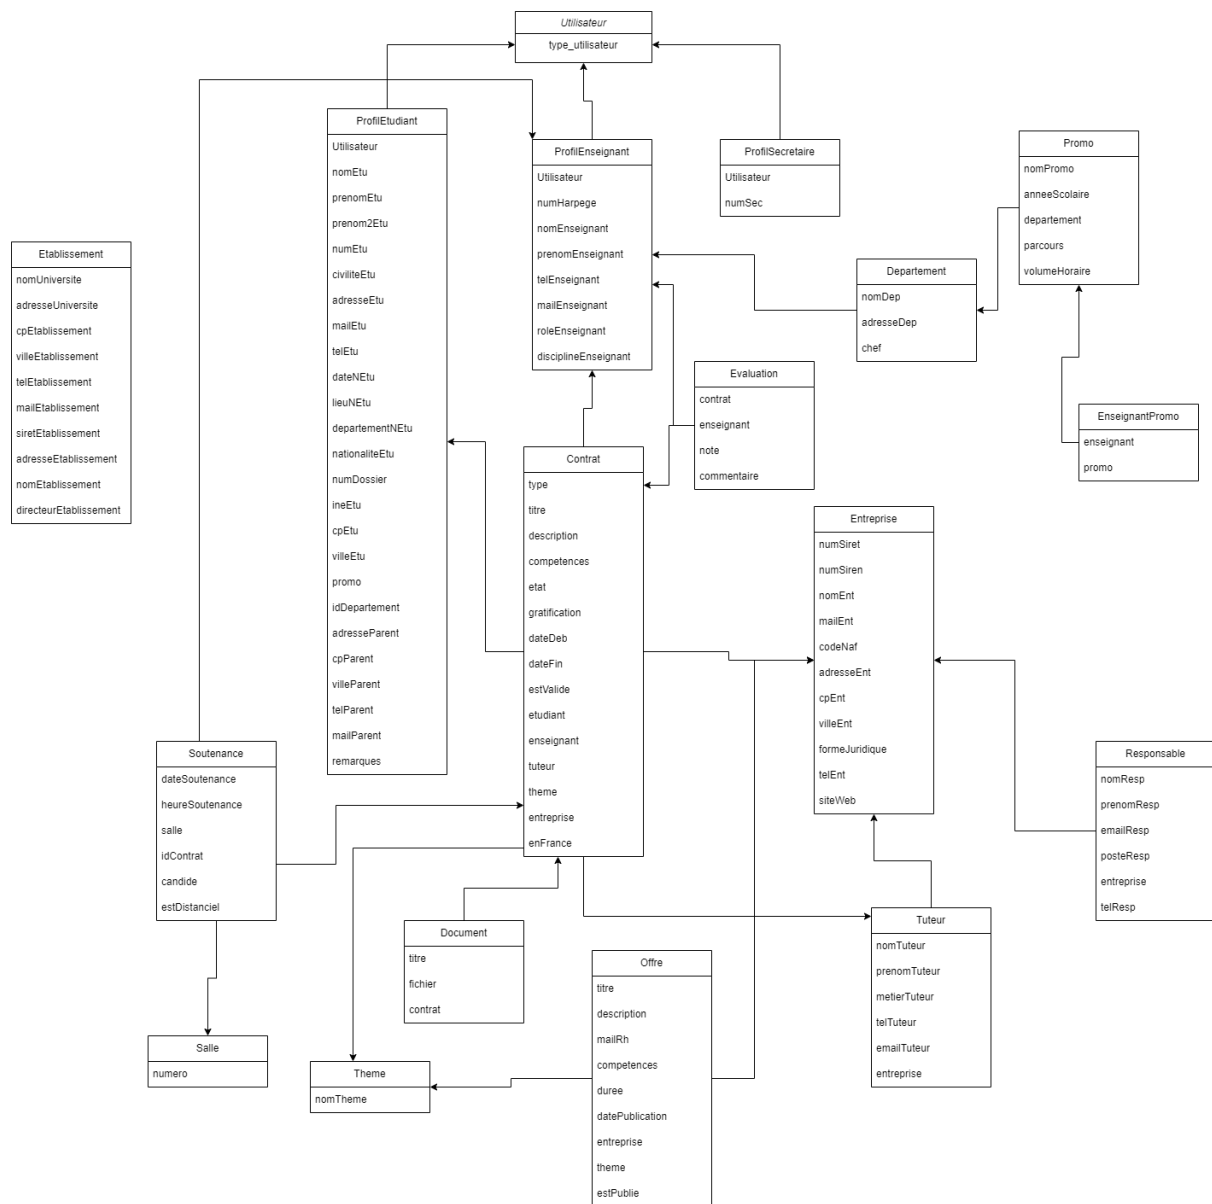 Utilisateur
type_utilisateur
ProfilEtudiant
Utilisateur
nomEtu
prenomEtu
prenom2Etu
numEtu
civiliteEtu
adresseEtu
mailEtu
telEtu
dateNEtu
lieuNEtu
departementNEtu
nationaliteEtu
numDossier
ineEtu
cpEtu
villeEtu
promo
idDepartement
adresseParent
cpParent
villeParent
telParent
mailParent
remarques
ProfilEnseignant
Utilisateur
numHarpege
nomEnseignant
prenomEnseignant
telEnseignant
mailEnseignant
roleEnseignant
disciplineEnseignant
ProfilSecretaire
Utilisateur
numSec
Promo
nomPromo
anneeScolaire
departement
parcours
volumeHoraire
Etablissement
nomUniversite
adresseUniversite
cpEtablissement
villeEtablissement
telEtablissement
mailEtablissement
siretEtablissement
adresseEtablissement
nomEtablissement
directeurEtablissement
Departement
nomDep
adresseDep
chef
Evaluation
contrat
enseignant
note
commentaire
EnseignantPromo
enseignant
promo
Contrat
type
titre
description
competences
etat
gratification
dateDeb
dateFin
estValide
etudiant
enseignant
tuteur
theme
entreprise
enFrance
Entreprise
numSiret
numSiren
nomEnt
mailEnt
codeNaf
adresseEnt
cpEnt
villeEnt
formeJuridique
telEnt
siteWeb
Soutenance
dateSoutenance
heureSoutenance
salle
idContrat
candide
estDistanciel
Responsable
nomResp
prenomResp
emailResp
posteResp
entreprise
telResp
Document
titre
fichier
contrat
Tuteur
nomTuteur
prenomTuteur
metierTuteur
telTuteur
emailTuteur
entreprise
Offre
titre
description
mailRh
competences
duree
datePublication
entreprise
theme
estPublie
Salle
numero
Theme
nomTheme